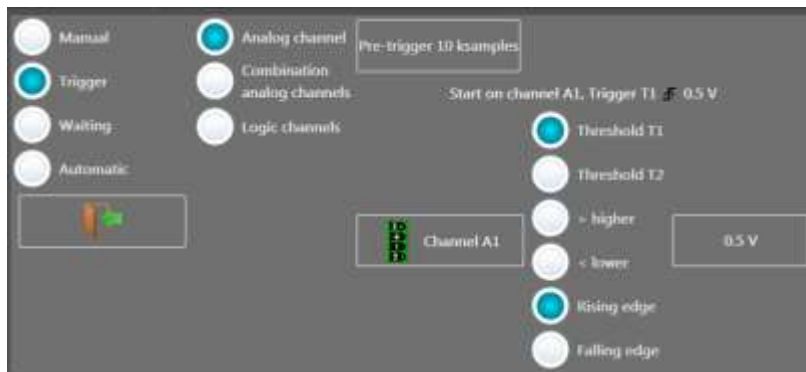 Manual
Trigger
Waiting
Automatic
Analog channel
Combination
analog channels
Logic channels
Pre-trigger 10 ksamples
Start on channel A1, Trigger T1 0.5 V
Channel A1
Threshold T1
Threshold T2
> higher
< lower
Rising edge
Falling edge
0.5 V